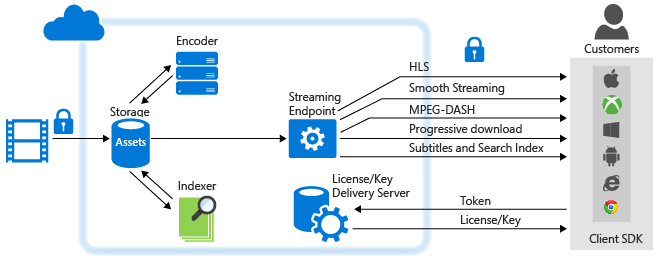 Encoder
Customers
HLS
Smooth Streaming
Storage
Streaming
Endpoint
MPEG-DASH
Assets
Progressive download
Subtitles and Search Index
Indexer
License/Key
Delivery Server
Token
License/Key
Client SDK